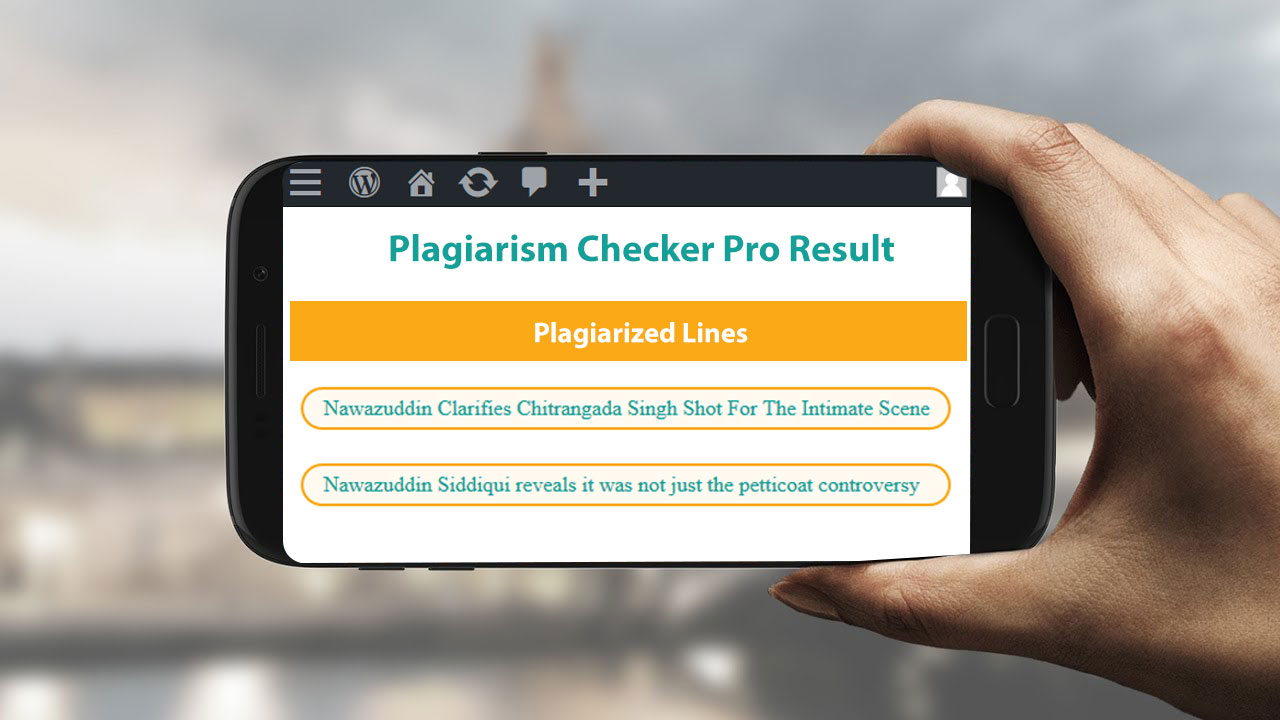 Plagiarism Checker Pro Result
Plagiarized Lines
Nawazuddin Clarifies Chitrangada Singh Shot For The Intimate Scene
Nawazuddin Siddiqui reveals it was not just the petticoat controversy